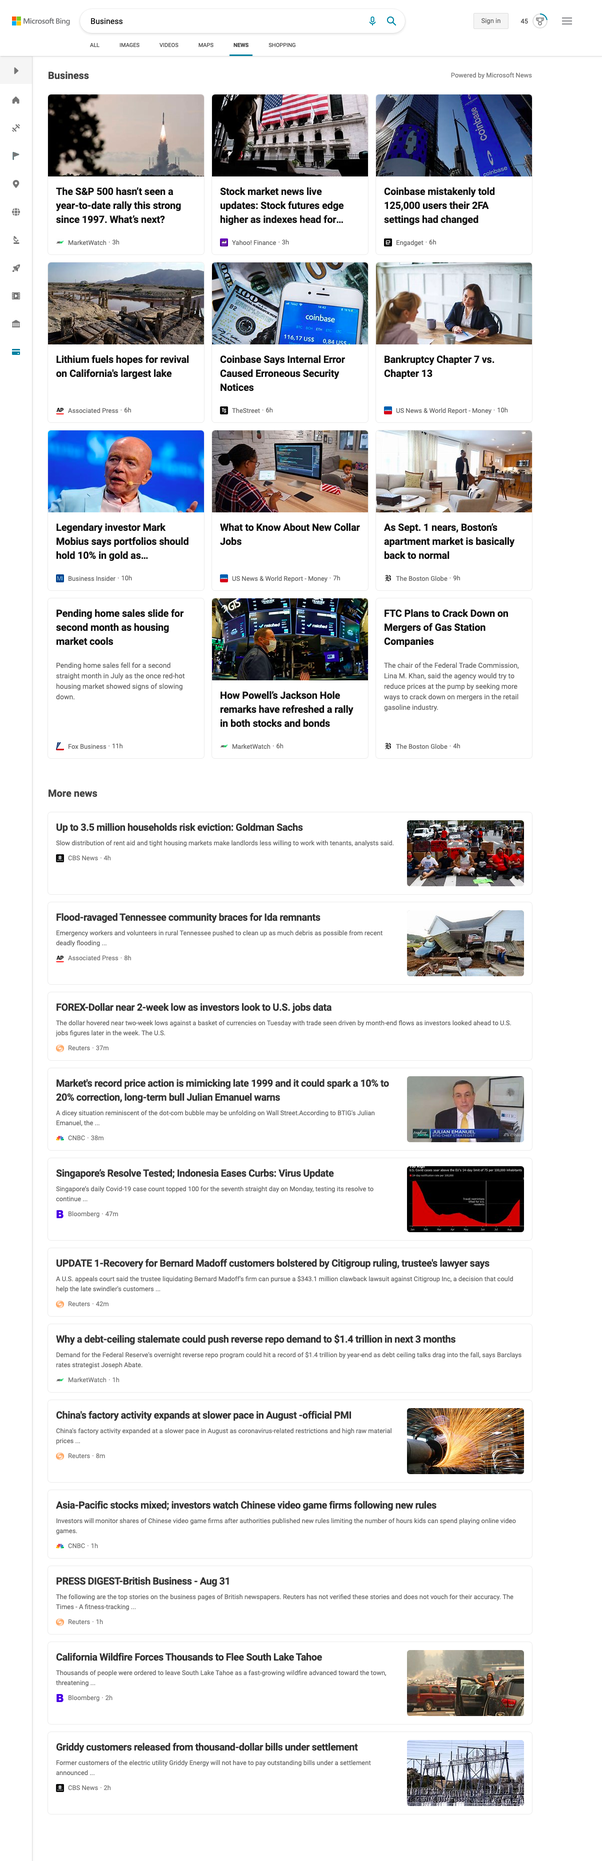 Microsoft Bing
Business
Sign in
45
ALL
IMAGES
VIDEOS
MAPS
NEWS
SHOPPING
Business
Powered by Microsoft News
The S&P 500 hasn't seen a
year-to-date rally this strong
since 1997. What's next?
MarketWatch · 3h
Stock market news live
updates: Stock futures edge
higher as indexes head for...
Yahoo! Finance · 3h
Coinbase mistakenly told
125,000 users their 2FA
settings had changed
Engadget · 6h
Lithium fuels hopes for revival
on California's largest lake
Associated Press · 6h
coinbase
116.17 US$
0.84 US$
Coinbase Says Internal Error
Caused Erroneous Security
Notices
TheStreet · 6h
Bankruptcy Chapter 7 vs.
Chapter 13
US News & World Report - Money · 10h
Legendary investor Mark
Mobius says portfolios should
hold 10% in gold as...
Business Insider · 10h
What to Know About New Collar
Jobs
US News & World Report - Money · 7h
As Sept. 1 nears, Boston's
apartment market is basically
back to normal
The Boston Globe · 9h
Pending home sales slide for
second month as housing
market cools
Pending home sales fell for a second
straight month in July as the once red-hot
housing market showed signs of slowing
down.
Fox Business · 11h
How Powell's Jackson Hole
remarks have refreshed a rally
in both stocks and bonds
MarketWatch · 6h
FTC Plans to Crack Down on
Mergers of Gas Station
Companies
The chair of the Federal Trade Commission,
Lina M. Khan, said the agency would try to
reduce prices at the pump by seeking more
ways to crack down on mergers in the retail
gasoline industry.
The Boston Globe · 4h
More news
Up to 3.5 million households risk eviction: Goldman Sachs
Slow distribution of rent aid and tight housing markets make landlords less willing to work with tenants, analysts said.
CBS News · 4h
Flood-ravaged Tennessee community braces for Ida remnants
Emergency workers and volunteers in rural Tennessee pushed to clean up as much debris as possible from recent
deadly flooding ...
Associated Press · 8h
FOREX-Dollar near 2-week low as investors look to U.S. jobs data
The dollar hovered near two-week lows against a basket of currencies on Tuesday with trade seen driven by month-end flows as investors looked ahead to U.S.
jobs figures later in the week. The U.S.
Reuters · 37m
Market's record price action is mimicking late 1999 and it could spark a 10% to
20% correction, long-term bull Julian Emanuel warns
A dicey situation reminiscent of the dot-com bubble may be unfolding on Wall Street.According to BTIG's Julian
Emanuel, the ...
CNBC · 38m
JULIAN EMANUEL
Singapore's Resolve Tested; Indonesia Eases Curbs: Virus Update
Singapore's daily Covid-19 case count topped 100 for the seventh straight day on Monday, testing its resolve to
continue ...
Bloomberg · 47m
UPDATE 1-Recovery for Bernard Madoff customers bolstered by Citigroup ruling, trustee's lawyer says
A U.S. appeals court said the trustee liquidating Bernard Madoff's firm can pursue a $343.1 million clawback lawsuit against Citigroup Inc, a decision that could
help the late swindler's customers ...
Reuters · 42m
Why a debt-ceiling stalemate could push reverse repo demand to $1.4 trillion in next 3 months
Demand for the Federal Reserve's overnight reverse repo program could hit a record of $1.4 trillion by year-end as debt ceiling talks drag into the fall, says Barclays
rates strategist Joseph Abate.
MarketWatch · 1h
China's factory activity expands at slower pace in August -official PMI
China's factory activity expanded at a slower pace in August as coronavirus-related restrictions and high raw material
prices ...
Reuters · 8m
Asia-Pacific stocks mixed; investors watch Chinese video game firms following new rules
Investors will monitor shares of Chinese video game firms after authorities published new rules limiting the number of hours kids can spend playing online video
games.
CNBC · 1h
PRESS DIGEST-British Business - Aug 31
The following are the top stories on the business pages of British newspapers. Reuters has not verified these stories and does not vouch for their accuracy. The
Times - A fitness-tracking ...
Reuters · 1h
California Wildfire Forces Thousands to Flee South Lake Tahoe
Thousands of people were ordered to leave South Lake Tahoe as a fast-growing wildfire advanced toward the town,
threatening ...
Bloomberg · 2h
Griddy customers released from thousand-dollar bills under settlement
Former customers of the electric utility Griddy Energy will not have to pay outstanding bills under a settlement
announced ...
CBS News · 2h